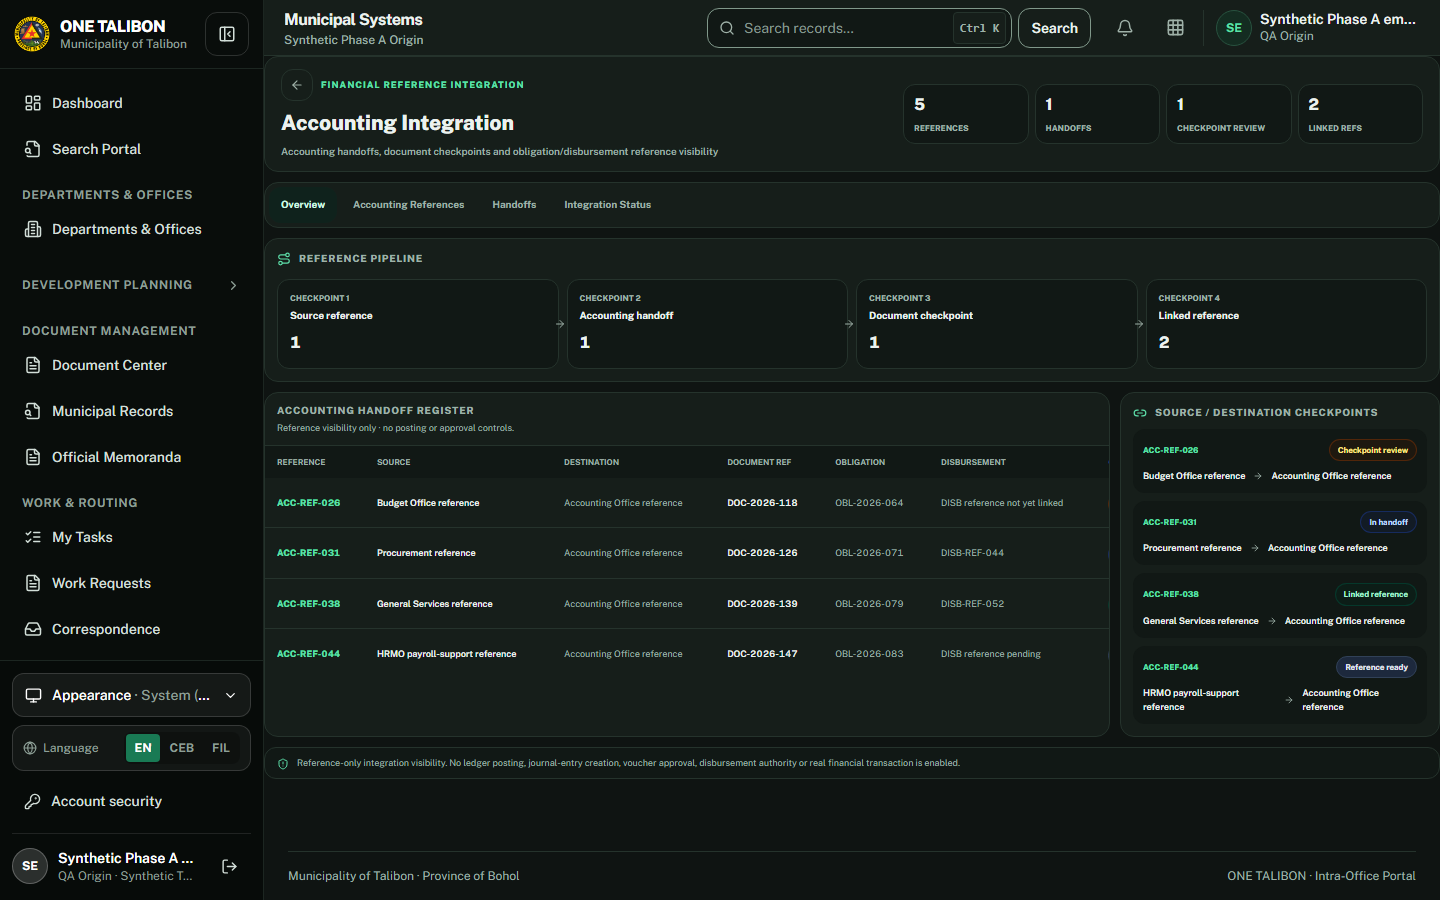 ONE TALIBON
Municipality of Talibon
Dashboard
Search Portal
DEPARTMENTS & OFFICES
Departments & Offices
DEVELOPMENT PLANNING
DOCUMENT MANAGEMENT
Document Center
Municipal Records
Official Memoranda
WORK & ROUTING
My Tasks
Work Requests
Correspondence
Appearance · System (...
Language EN CEB FIL
Account security
SE Synthetic Phase A ...
QA Origin · Synthetic T...
Municipal Systems
Synthetic Phase A Origin
Search records... Ctrl K Search
SE Synthetic Phase A em...
QA Origin
FINANCIAL REFERENCE INTEGRATION
Accounting Integration
Accounting handoffs, document checkpoints and obligation/disbursement reference visibility
5 REFERENCES
1 HANDOFFS
1 CHECKPOINT REVIEW
2 LINKED REFS
Overview Accounting References Handoffs Integration Status
REFERENCE PIPELINE
CHECKPOINT 1
Source reference
1
CHECKPOINT 2
Accounting handoff
1
CHECKPOINT 3
Document checkpoint
1
CHECKPOINT 4
Linked reference
2
ACCOUNTING HANDOFF REGISTER
Reference visibility only · no posting or approval controls.
REFERENCE SOURCE DESTINATION DOCUMENT REF OBLIGATION DISBURSEMENT
ACC-REF-026 Budget Office reference Accounting Office reference DOC-2026-118 OBL-2026-064 DISB reference not yet linked
ACC-REF-031 Procurement reference Accounting Office reference DOC-2026-126 OBL-2026-071 DISB-REF-044
ACC-REF-038 General Services reference Accounting Office reference DOC-2026-139 OBL-2026-079 DISB-REF-052
ACC-REF-044 HRMO payroll-support reference Accounting Office reference DOC-2026-147 OBL-2026-083 DISB reference pending
SOURCE / DESTINATION CHECKPOINTS
ACC-REF-026 Checkpoint review
Budget Office reference → Accounting Office reference
ACC-REF-031 In handoff
Procurement reference → Accounting Office reference
ACC-REF-038 Linked reference
General Services reference → Accounting Office reference
ACC-REF-044 Reference ready
HRMO payroll-support reference → Accounting Office reference
Reference-only integration visibility. No ledger posting, journal-entry creation, voucher approval, disbursement authority or real financial transaction is enabled.
Municipality of Talibon · Province of Bohol
ONE TALIBON · Intra-Office Portal